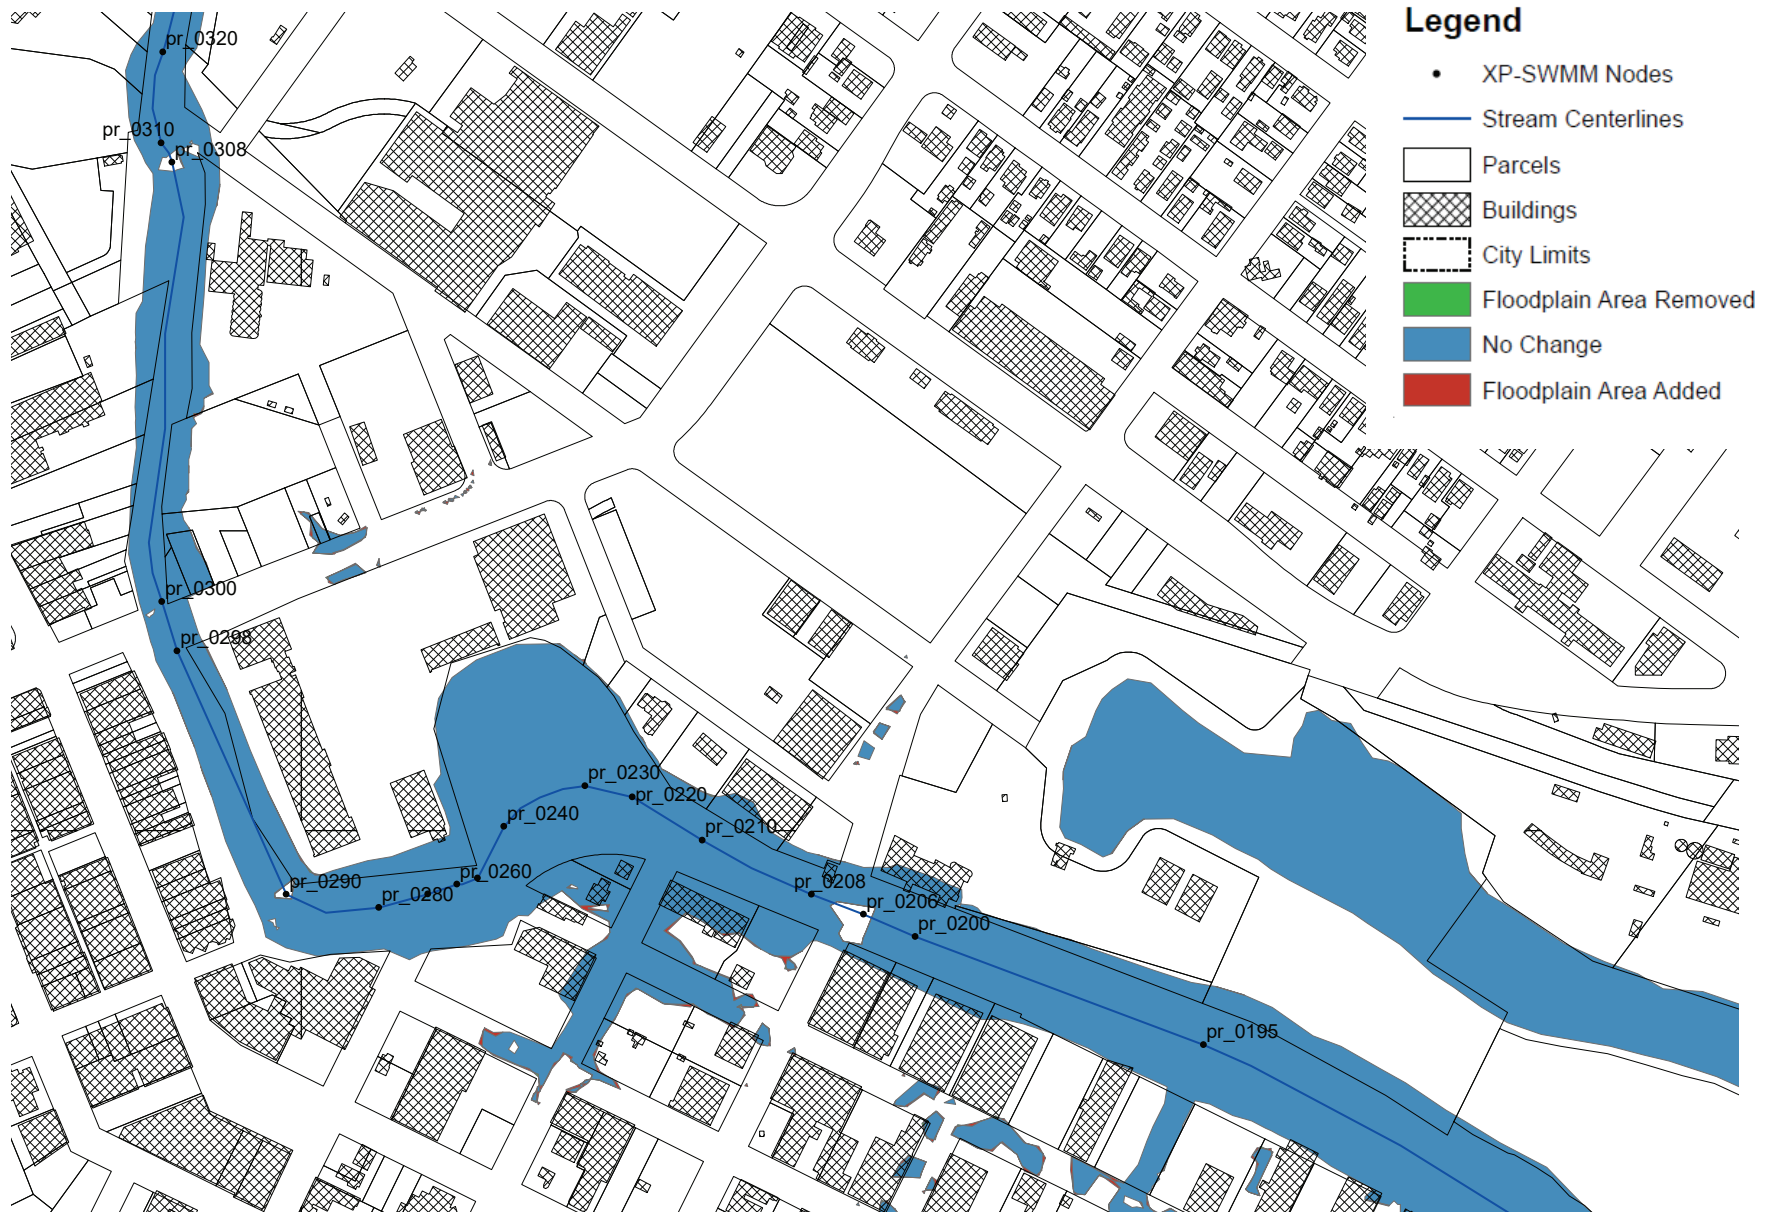 Legend
XP-SWMM Nodes
Stream Centerlines
Parcels
Buildings
City Limits
Floodplain Area Removed
No Change
Floodplain Area Added
pr_0320
pr_0310
pr_0308
pr_0300
pr_0298
pr_0290
pr_0280
pr_0260
pr_0240
pr_0230
pr_0220
pr_0210
pr_0208
pr_0206
pr_0200
pr_0195